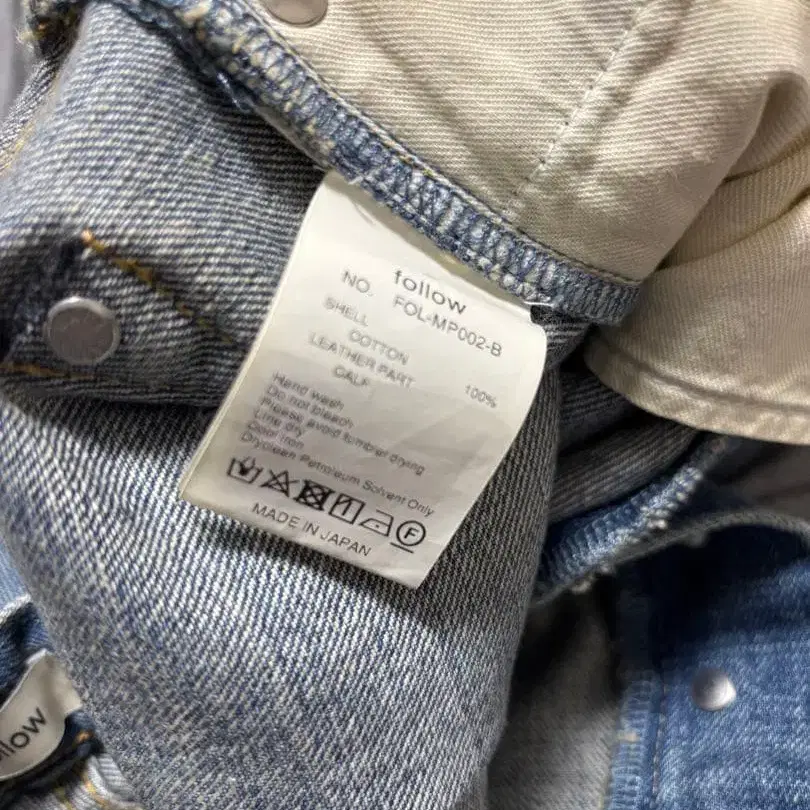 follow
NO. FOL-MP002-B
SHELL
COTTON 100%
LEATHER PART
CALF
Hand wash
Do not bleach
Please avoid tumbler drying
Line dry
Cool iron
Dryclean Petroleum Solvent Only
F
MADE IN JAPAN
ollow